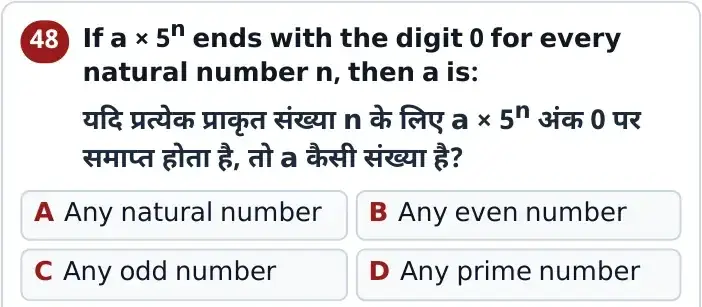 48 If a × 5ⁿ ends with the digit 0 for every
natural number n, then a is:
यदि प्रत्येक प्राकृत संख्या n के लिए a × 5ⁿ अंक 0 पर
समाप्त होता है, तो a कैसी संख्या है?
A Any natural number
B Any even number
C Any odd number
D Any prime number